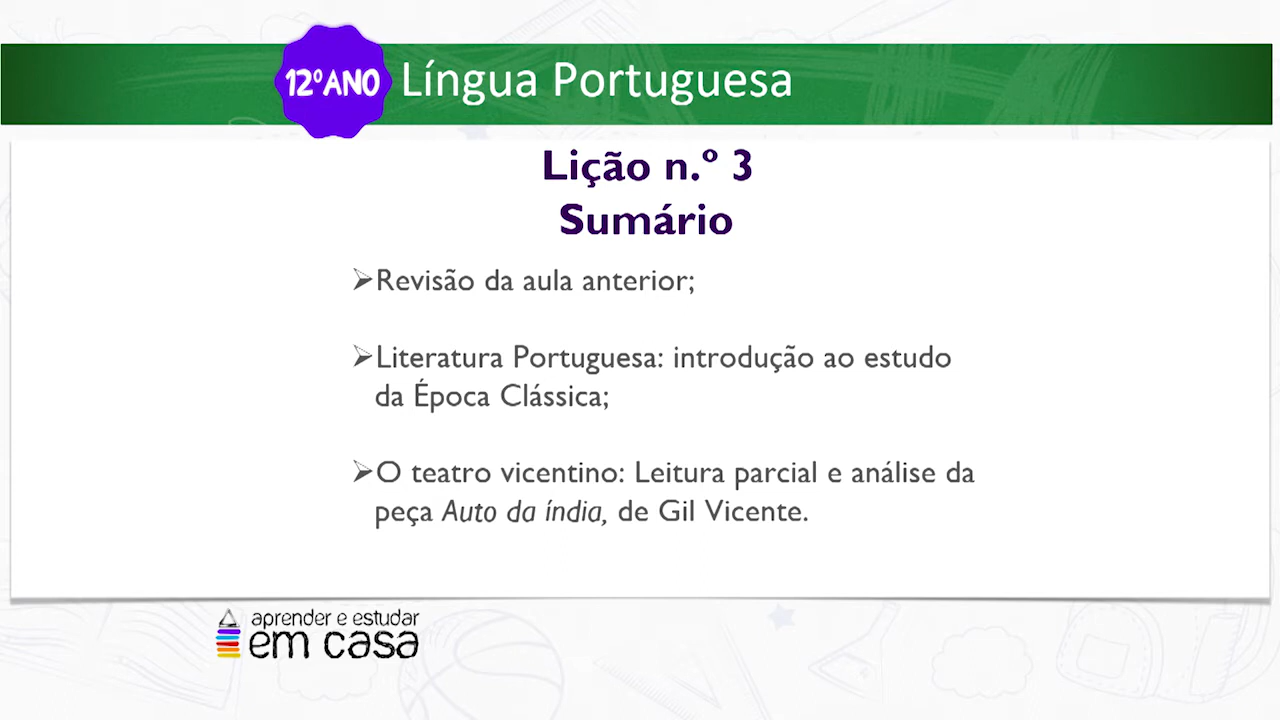 12ºANO Língua Portuguesa
Lição n.º 3
Sumário
➢Revisão da aula anterior;
➢Literatura Portuguesa: introdução ao estudo
da Época Clássica;
➢O teatro vicentino: Leitura parcial e análise da
peça Auto da índia, de Gil Vicente.
aprender e estudar
em casa